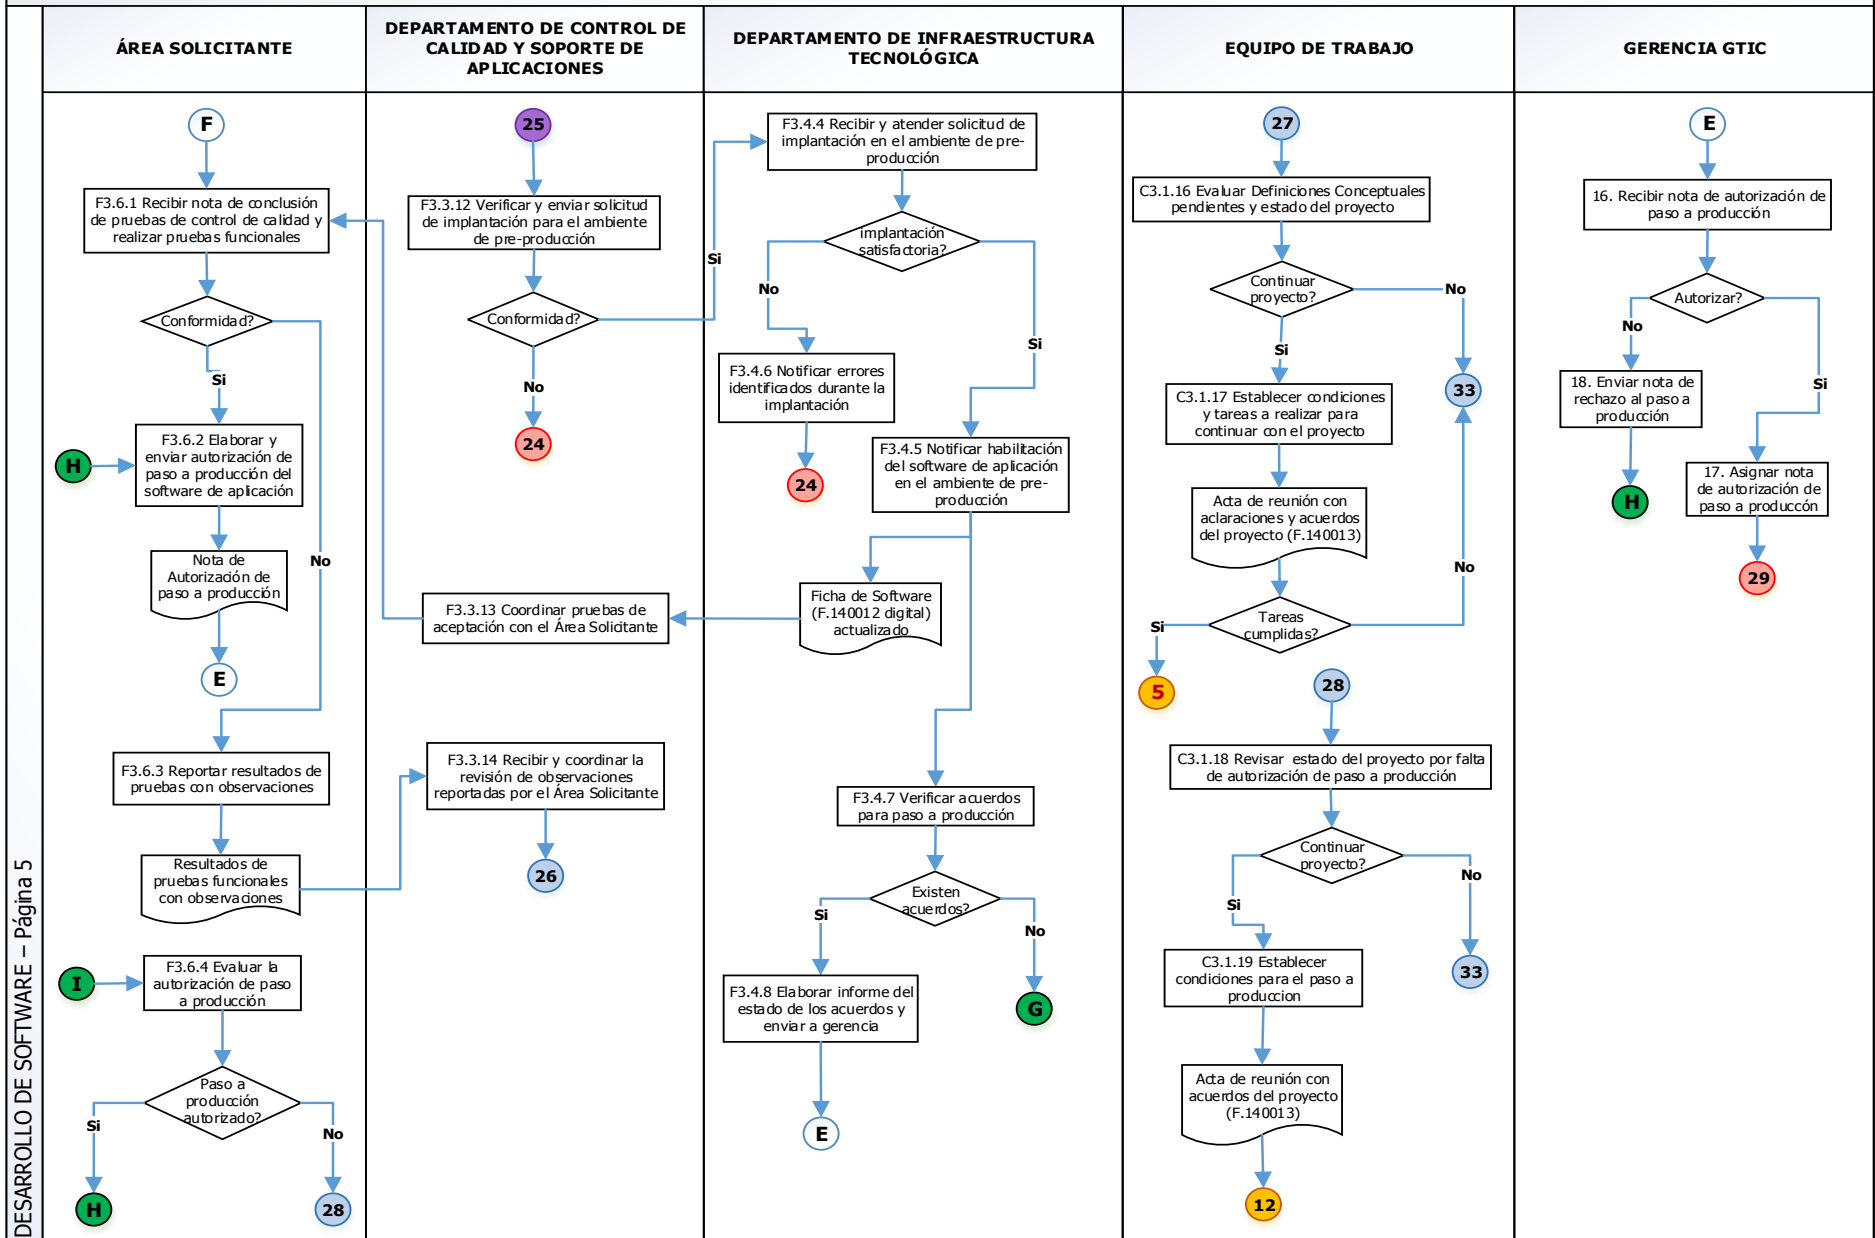 DESARROLLO DE SOFTWARE – Página 5
ÁREA SOLICITANTE
F
F3.6.1 Recibir nota de conclusión
de pruebas de control de calidad y
realizar pruebas funcionales
Conformidad?
Si
No
F3.6.2 Elaborar y
enviar autorización de
paso a producción del
software de aplicación
H
Nota de
Autorización de
paso a producción
E
F3.6.3 Reportar resultados de
pruebas con observaciones
Resultados de
pruebas funcionales
con observaciones
I
F3.6.4 Evaluar la
autorización de paso
a producción
Paso a
producción
autorizado?
Si
No
H
28
DEPARTAMENTO DE CONTROL DE
CALIDAD Y SOPORTE DE
APLICACIONES
25
F3.3.12 Verificar y enviar solicitud
de implantación para el ambiente
de pre-producción
Conformidad?
Si
No
24
F3.3.13 Coordinar pruebas de
aceptación con el Área Solicitante
F3.3.14 Recibir y coordinar la
revisión de observaciones
reportadas por el Área Solicitante
26
DEPARTAMENTO DE INFRAESTRUCTURA
TECNOLÓGICA
F3.4.4 Recibir y atender solicitud de
implantación en el ambiente de pre-
producción
implantación
satisfactoria?
No
Si
F3.4.6 Notificar errores
identificados durante la
implantación
24
F3.4.5 Notificar habilitación
del software de aplicación
en el ambiente de pre-
producción
Ficha de Software
(F.140012 digital)
actualizado
F3.4.7 Verificar acuerdos
para paso a producción
Existen
acuerdos?
Si
No
F3.4.8 Elaborar informe del
estado de los acuerdos y
enviar a gerencia
G
E
EQUIPO DE TRABAJO
27
C3.1.16 Evaluar Definiciones Conceptuales
pendientes y estado del proyecto
Continuar
proyecto?
No
Si
33
C3.1.17 Establecer condiciones
y tareas a realizar para
continuar con el proyecto
Acta de reunión con
aclaraciones y acuerdos
del proyecto (F.140013)
No
Tareas
cumplidas?
Si
5
28
C3.1.18 Revisar estado del proyecto por falta
de autorización de paso a producción
Continuar
proyecto?
No
Si
33
C3.1.19 Establecer
condiciones para el paso a
produccion
Acta de reunión con
acuerdos del proyecto
(F.140013)
12
GERENCIA GTIC
E
16. Recibir nota de autorización de
paso a producción
Autorizar?
No
Si
18. Enviar nota de
rechazo al paso a
producción
H
17. Asignar nota
de autorización de
paso a produccón
29